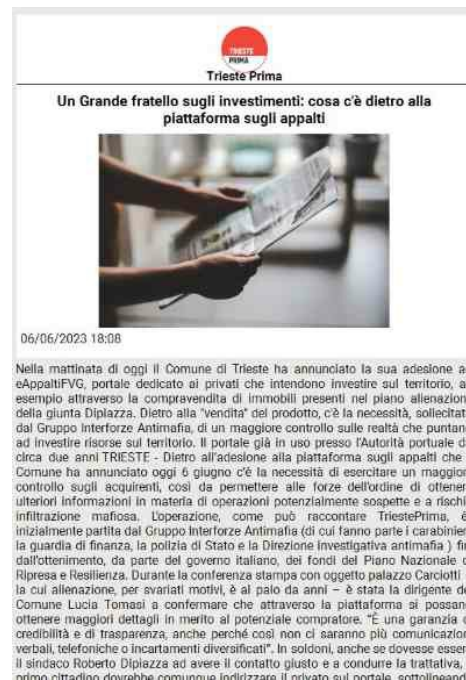 TRIESTE
PRIMA
Trieste Prima
Un Grande fratello sugli investimenti: cosa c'è dietro alla
piattaforma sugli appalti
06/06/2023 18:08
Nella mattinata di oggi il Comune di Trieste ha annunciato la sua adesione a
eAppaltiFVG, portale dedicato ai privati che intendono investire sul territorio, a
esempio attraverso la compravendita di immobili presenti nel piano alienazion
della giunta Dipiazza. Dietro alla "vendita" del prodotto, c'è la necessità, sollecitat
dal Gruppo Interforze Antimafia, di un maggiore controllo sulle realtà che puntan
ad investire risorse sul territorio. Il portale già in uso presso l'Autorità portuale d
circa due anni TRIESTE - Dietro all'adesione alla piattaforma sugli appalti che
Comune ha annunciato oggi 6 giugno c'è la necessità di esercitare un maggior
controllo sugli acquirenti, così da permettere alle forze dell'ordine di ottener
ulteriori informazioni in materia di operazioni potenzialmente sospette e a rischi
infiltrazione mafiosa. L'operazione, come può raccontare TriestePrima, è
inizialmente partita dal Gruppo Interforze Antimafia (di cui fanno parte i carabinier
la guardia di finanza, la polizia di Stato e la Direzione investigativa antimafia ) fin
dall'ottenimento, da parte del governo italiano, dei fondi del Piano Nazionale d
Ripresa e Resilienza. Durante la conferenza stampa con oggetto palazzo Carciotti
la cui alienazione, per svariati motivi, è al palo da anni – è stata la dirigente de
Comune Lucia Tomasi a confermare che attraverso la piattaforma si possan
ottenere maggiori dettagli in merito al potenziale compratore. "È una garanzia d
credibilità e di trasparenza, anche perché così non ci saranno più comunicazion
verbali, telefoniche o incartamenti diversificati". In soldoni, anche se dovesse esser
il sindaco Roberto Dipiazza ad avere il contatto giusto e a condurre la trattativa,
primo cittadino dovrebbe comunque indirizzare il privato sul portale, sottolineand